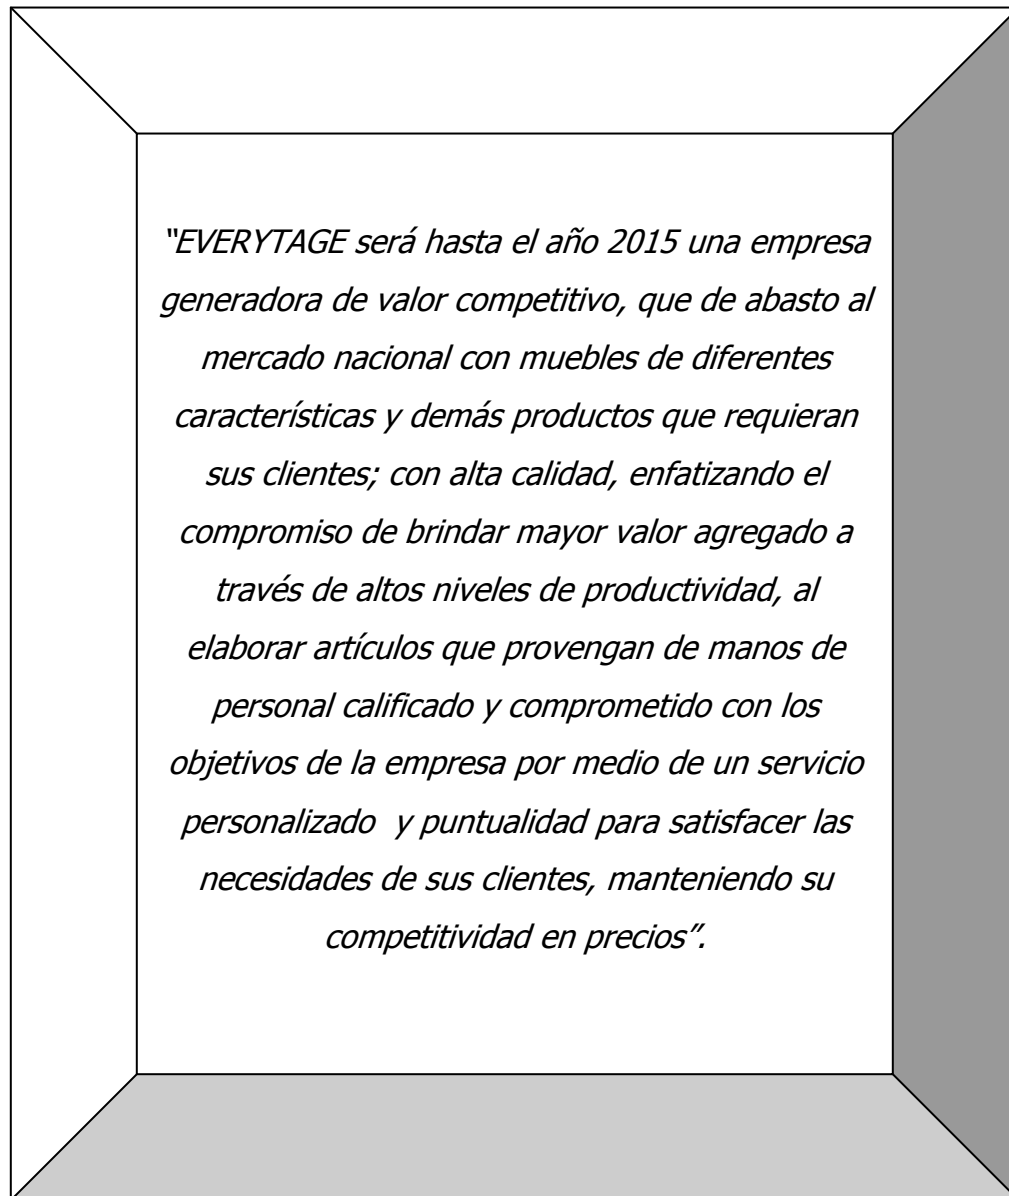 “EVERYTAGE será hasta el año 2015 una empresa
generadora de valor competitivo, que de abasto al
mercado nacional con muebles de diferentes
características y demás productos que requieran
sus clientes; con alta calidad, enfatizando el
compromiso de brindar mayor valor agregado a
través de altos niveles de productividad, al
elaborar artículos que provengan de manos de
personal calificado y comprometido con los
objetivos de la empresa por medio de un servicio
personalizado  y puntualidad para satisfacer las
necesidades de sus clientes, manteniendo su
competitividad en precios”.